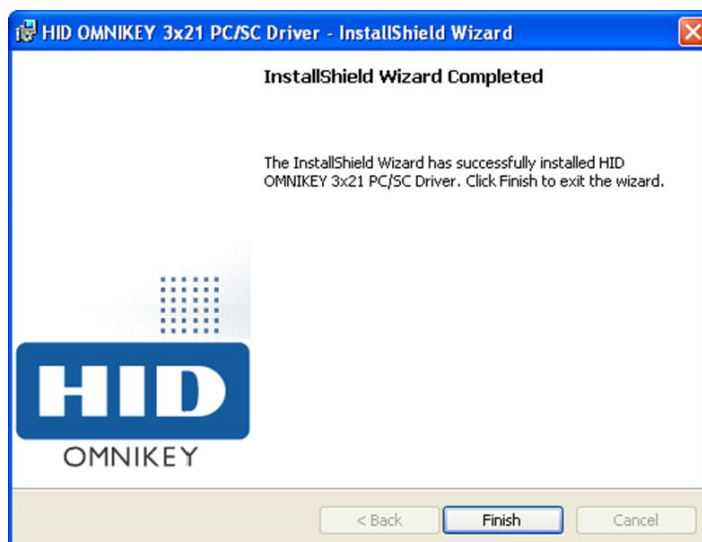 HID OMNIKEY 3x21 PC/SC Driver - InstallShield Wizard
InstallShield Wizard Completed
The InstallShield Wizard has successfully installed HID
OMNIKEY 3x21 PC/SC Driver. Click Finish to exit the wizard.
HID
OMNIKEY
< Back
Finish
Cancel